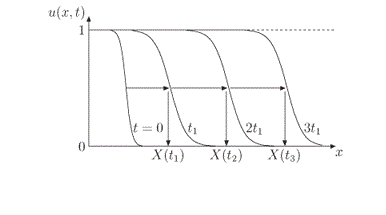 u(x, t)
1
t = 0 t₁ 2t₁ 3t₁
0
X(t₁) X(t₂) X(t₃) x